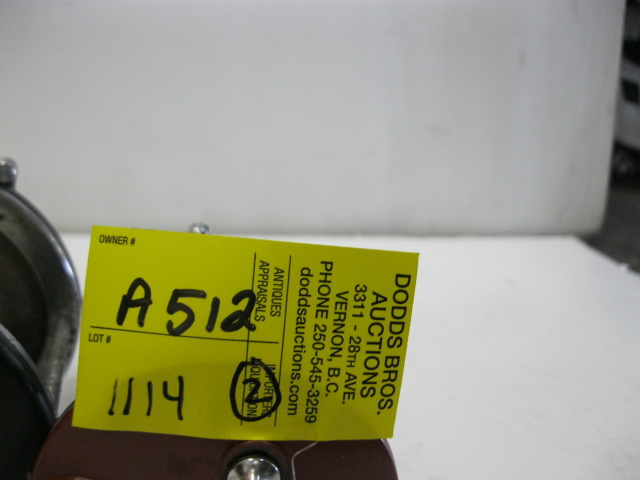 OWNER #
A512
LOT #
1114
2
ANTIQUES
APPRAISALS
DODDS BROS.
AUCTIONS
3311 - 28TH AVE.
VERNON, B.C.
PHONE 250-545-3259
doddsauctions.com